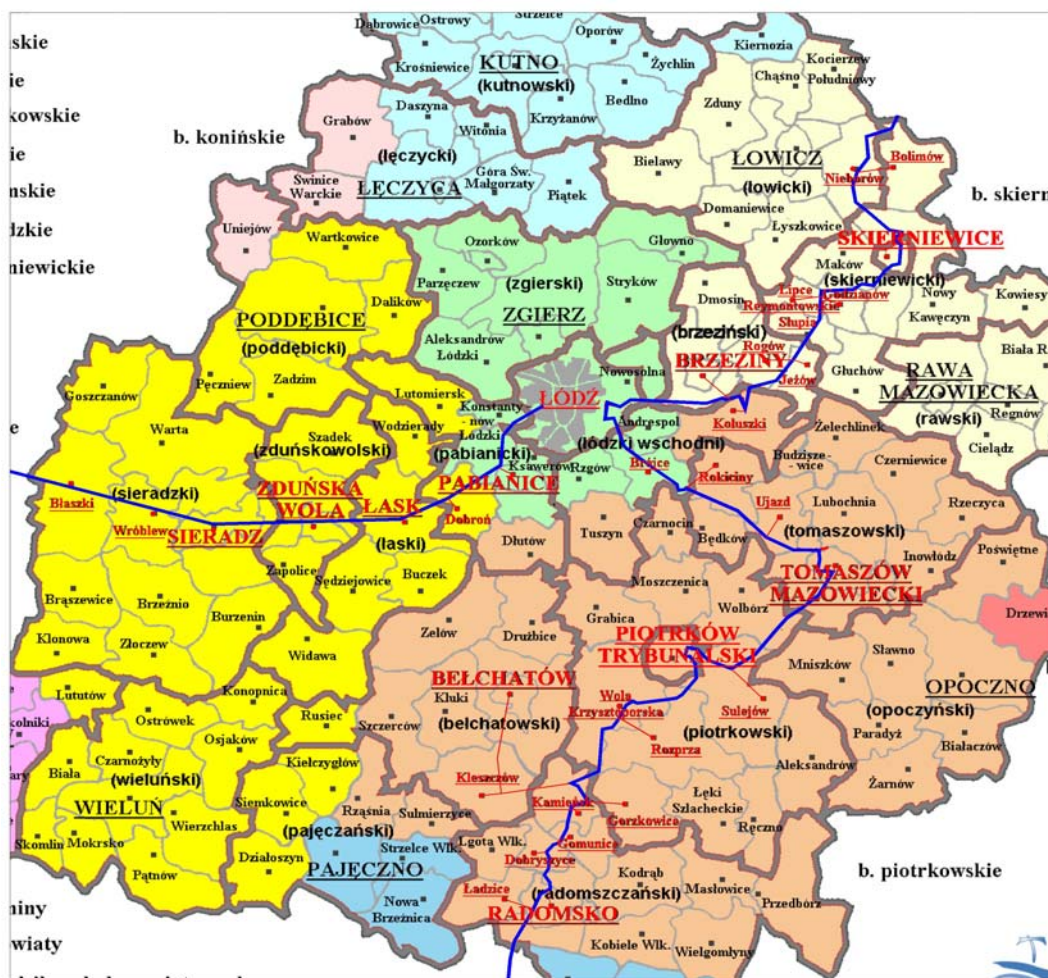 Dąbrowice
Ostrowy
Strzelce
Oporów
Kiernozia
Kocierzew
Południowy
skie
Krośniewice
KUTNO
(kutnowski)
Żychlin
Chąśno
ie
Daszyna
Bedlno
Zduny
kowskie
Grabów
Witonia
Krzyżanów
b. konińskie
Bielawy
ŁOWICZ
Bolimów
ie
(łęczycki)
Góra Św.
Małgorzaty
Nieborów
(łowicki)
ńskie
Świnice
Warckie
ŁĘCZYCA
Piątek
b. skiern
Domaniewice
Łyszkowice
dzkie
Uniejów
Wartkowice
Ozorków
Głowno
SKIERNIEWICE
niewickie
Parzęczew
(zgierski)
Maków
(skierniewicki)
Kowiesy
Dalików
Stryków
Dmosin
Lipce
Reymontowskie
Godzianów
Nowy
Kawęczyn
PODDĘBICE
ZGIERZ
(brzeziński)
Słupia
(poddębicki)
Aleksandrów
Łódzki
Rogów
Biała R
BRZEZINY
Głuchów
RAWA
MAZOWIECKA
Goszczanów
Pęczniew
Zadzim
Lutomiersk
Nowosolna
Jeżów
(rawski)
Regnów
ŁÓDŹ
Konstanty -
- nów
Łódzki
Andrespol
Koluszki
Żelechlinek
Cielądz
Warta
Szadek
Wodzierady
(zduńskowolski)
(pabianicki)
(łódzki wschodni)
Budzisze -
- wice
Czerniewice
Ksawerów
Rzgów
Brójce
Rokiciny
(sieradzki)
ZDUŃSKA
WOLA
ŁASK
PABIANICE
Ujazd
Lubochnia
Rzeczyca
Błaszki
Dobroń
Wróblew
SIERADZ
(łaski)
Dłutów
Tuszyn
Czarnocin
Będków
(tomaszowski)
Zapolice
Sędziejowice
Buczek
Inowłódz
Poświętne
Moszczenica
TOMASZÓW
MAZOWIECKI
Brąszewice
Brzeźnio
Burzenin
Wolbórz
Drzewi
Zelów
Drużbice
Grabica
Klonowa
Złoczew
Widawa
PIOTRKÓW
TRYBUNALSKI
Sławno
Mniszków
BEŁCHATÓW
OPOCZNO
Lututów
Konopnica
Kluki
Wola
Krzysztoporska
Sulejów
(opoczyński)
kolniki
Ostrówek
Rusiec
Szczerców
(bełchatowski)
(piotrkowski)
Paradyż
Białaczów
Osjaków
Rozprza
ary
Biała
Czarnożyły
(wieluński)
Kiełczygłów
Kleszczów
Aleksandrów
Żarnów
WIELUŃ
Siemkowice
Rząśnia
Sulmierzyce
Kamieńsk
Gorzkowice
Łęki
Szlacheckie
Skomlin
Mokrsko
Wierzchlas
(pajęczański)
Ręczno
Strzelce Wlk.
Lgota Wlk.
Gomunice
Pątnów
Działoszyn
PAJĘCZNO
Dobryszyce
Kodrąb
Masłowice
b. piotrkowskie
Ładzice
(radomszczański)
Przedbórz
Nowa
Brzeźnica
RADOMSKO
miny
Kobiele Wlk.
Wielgomłyny
owiaty